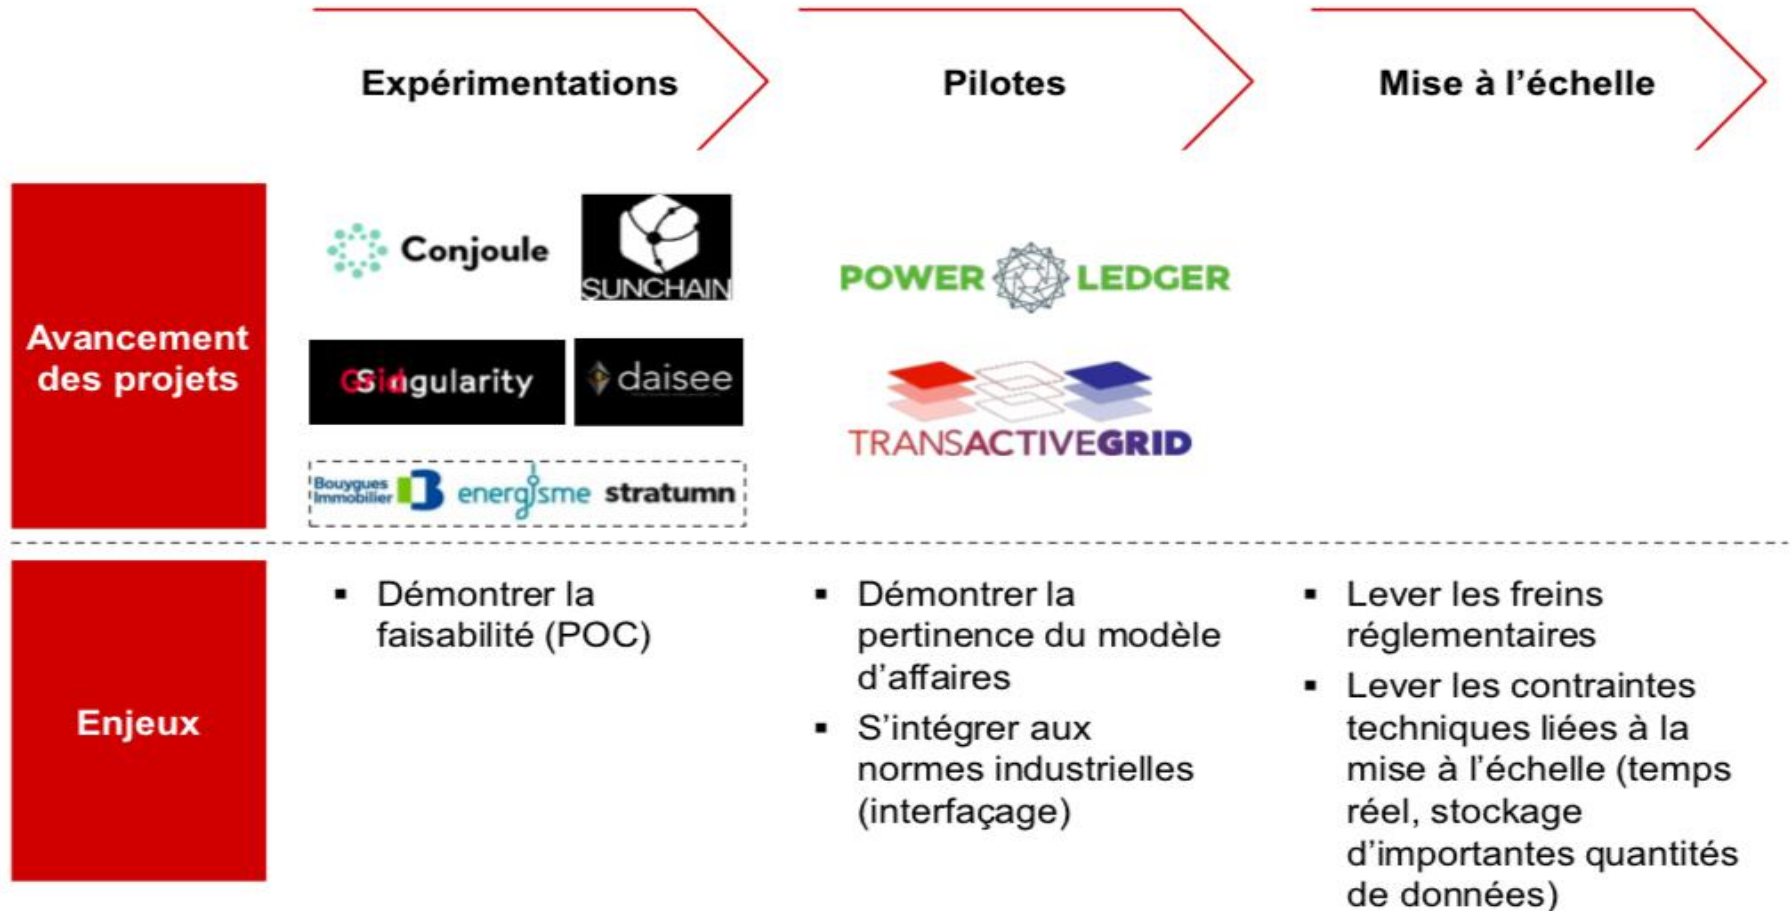 Expérimentations
Pilotes
Mise à l’échelle
Avancement
des projets
Conjoule
SUNCHAIN
Grid Singularity
daisee
Bouygues
Immobilier
energisme
stratumn
POWER LEDGER
TRANSACTIVEGRID
Enjeux
▪ Démontrer la
faisabilité (POC)
▪ Démontrer la
pertinence du modèle
d’affaires
▪ S’intégrer aux
normes industrielles
(interfaçage)
▪ Lever les freins
réglementaires
▪ Lever les contraintes
techniques liées à la
mise à l’échelle (temps
réel, stockage
d’importantes quantités
de données)